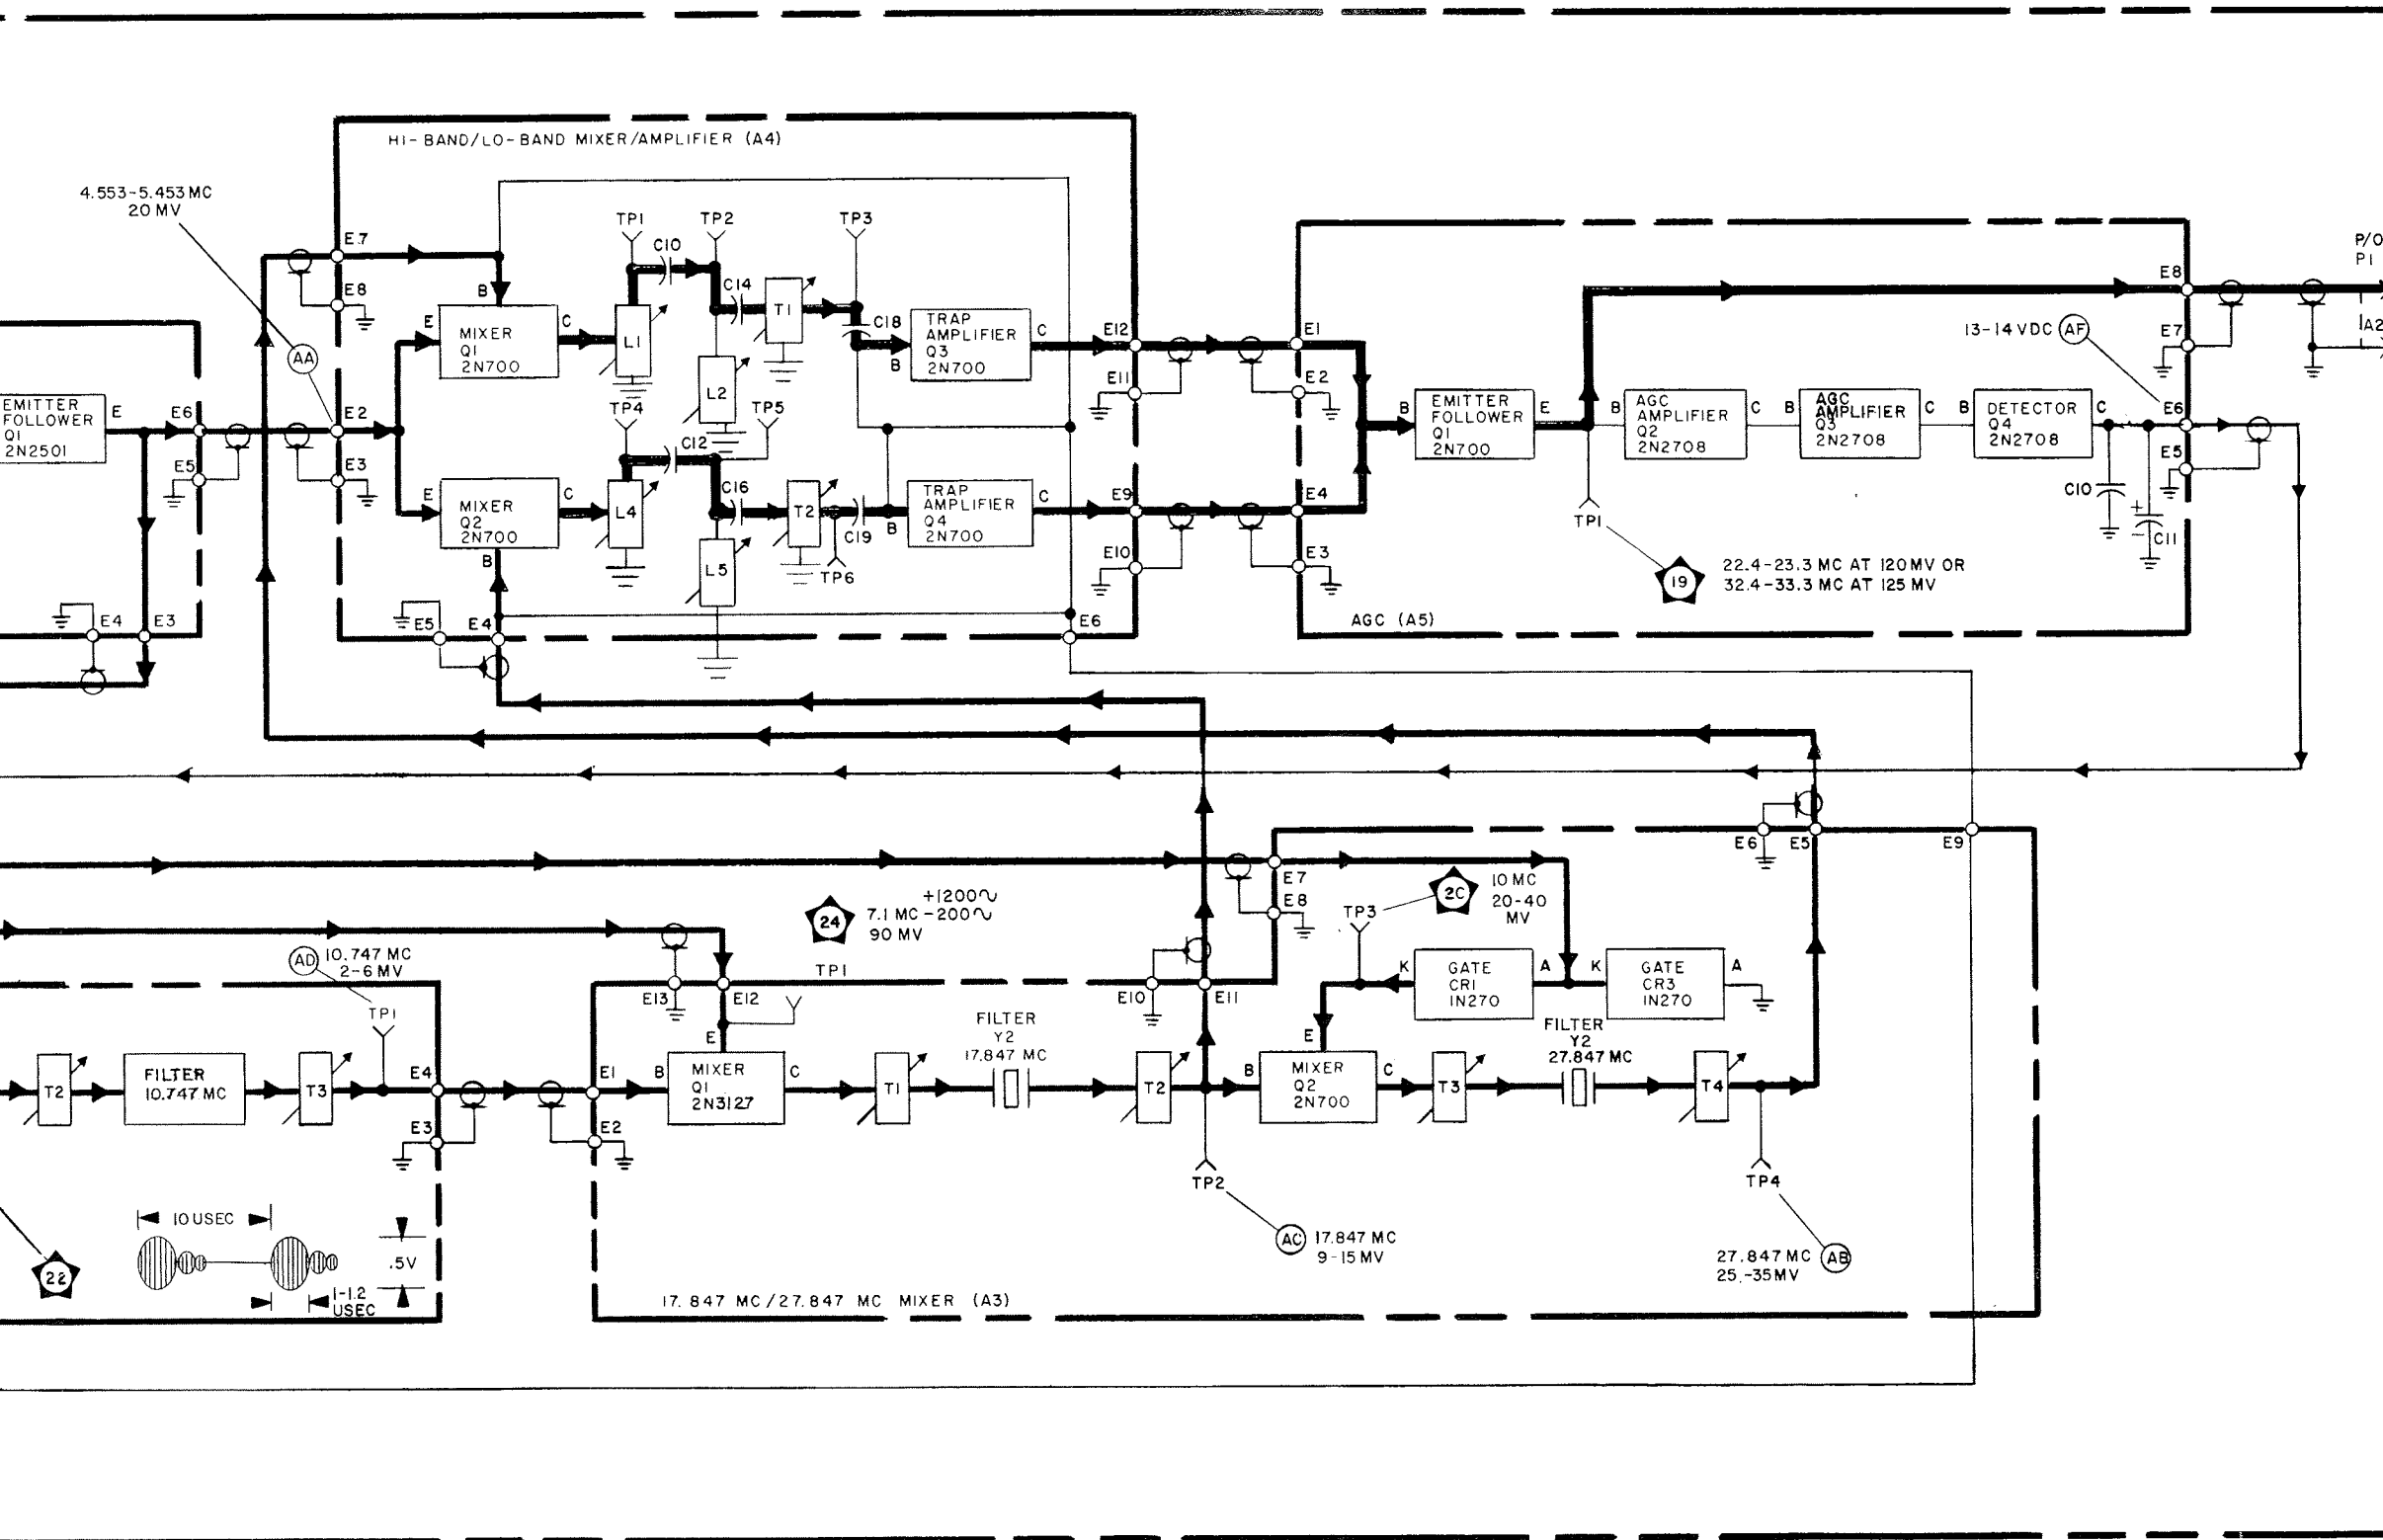 HI-BAND/LO-BAND MIXER/AMPLIFIER (A4)
4.553-5.453 MC
20 MV
AA
E7
E8
E2
E3
EMITTER
FOLLOWER
Q1
2N2501
E
E6
E5
E4
E3
B
E
MIXER
Q1
2N700
C
L1
TP1
C10
TP2
C14
T1
TP3
C18
L2
B
TRAP
AMPLIFIER
Q3
2N700
C
E12
E11
E
MIXER
Q2
2N700
C
B
L4
TP4
C12
TP5
C16
L5
T2
TP6
C19
B
TRAP
AMPLIFIER
Q4
2N700
C
E9
E10
E5
E4
E6
E1
E2
E4
E3
B
EMITTER
FOLLOWER
Q1
2N700
E
TP1
19
22.4-23.3 MC AT 120 MV OR
32.4-33.3 MC AT 125 MV
B
AGC
AMPLIFIER
Q2
2N2708
C
B
AGC
AMPLIFIER
Q3
2N2708
C
B
DETECTOR
Q4
2N2708
C
C10
+
-
C11
13-14 VDC
AF
E8
E7
E6
E5
P/O
P1
A2
AGC (A5)
E6
E5
E9
E7
E8
2C
10 MC
20-40
MV
TP3
24
+1200∿
7.1 MC -200∿
90 MV
AD
10.747 MC
2-6 MV
TP1
TP1
E13
E12
E10
E11
K
GATE
CR1
1N270
A
K
GATE
CR3
1N270
A
T2
FILTER
10.747 MC
T3
E4
E3
E1
E2
B
E
MIXER
Q1
2N3127
C
T1
FILTER
Y2
17.847 MC
T2
B
E
MIXER
Q2
2N700
C
T3
FILTER
Y2
27.847 MC
T4
TP2
AC
17.847 MC
9-15 MV
TP4
27.847 MC
25.-35MV
AB
22
10 USEC
.5V
1-1.2
USEC
17.847 MC/27.847 MC MIXER (A3)